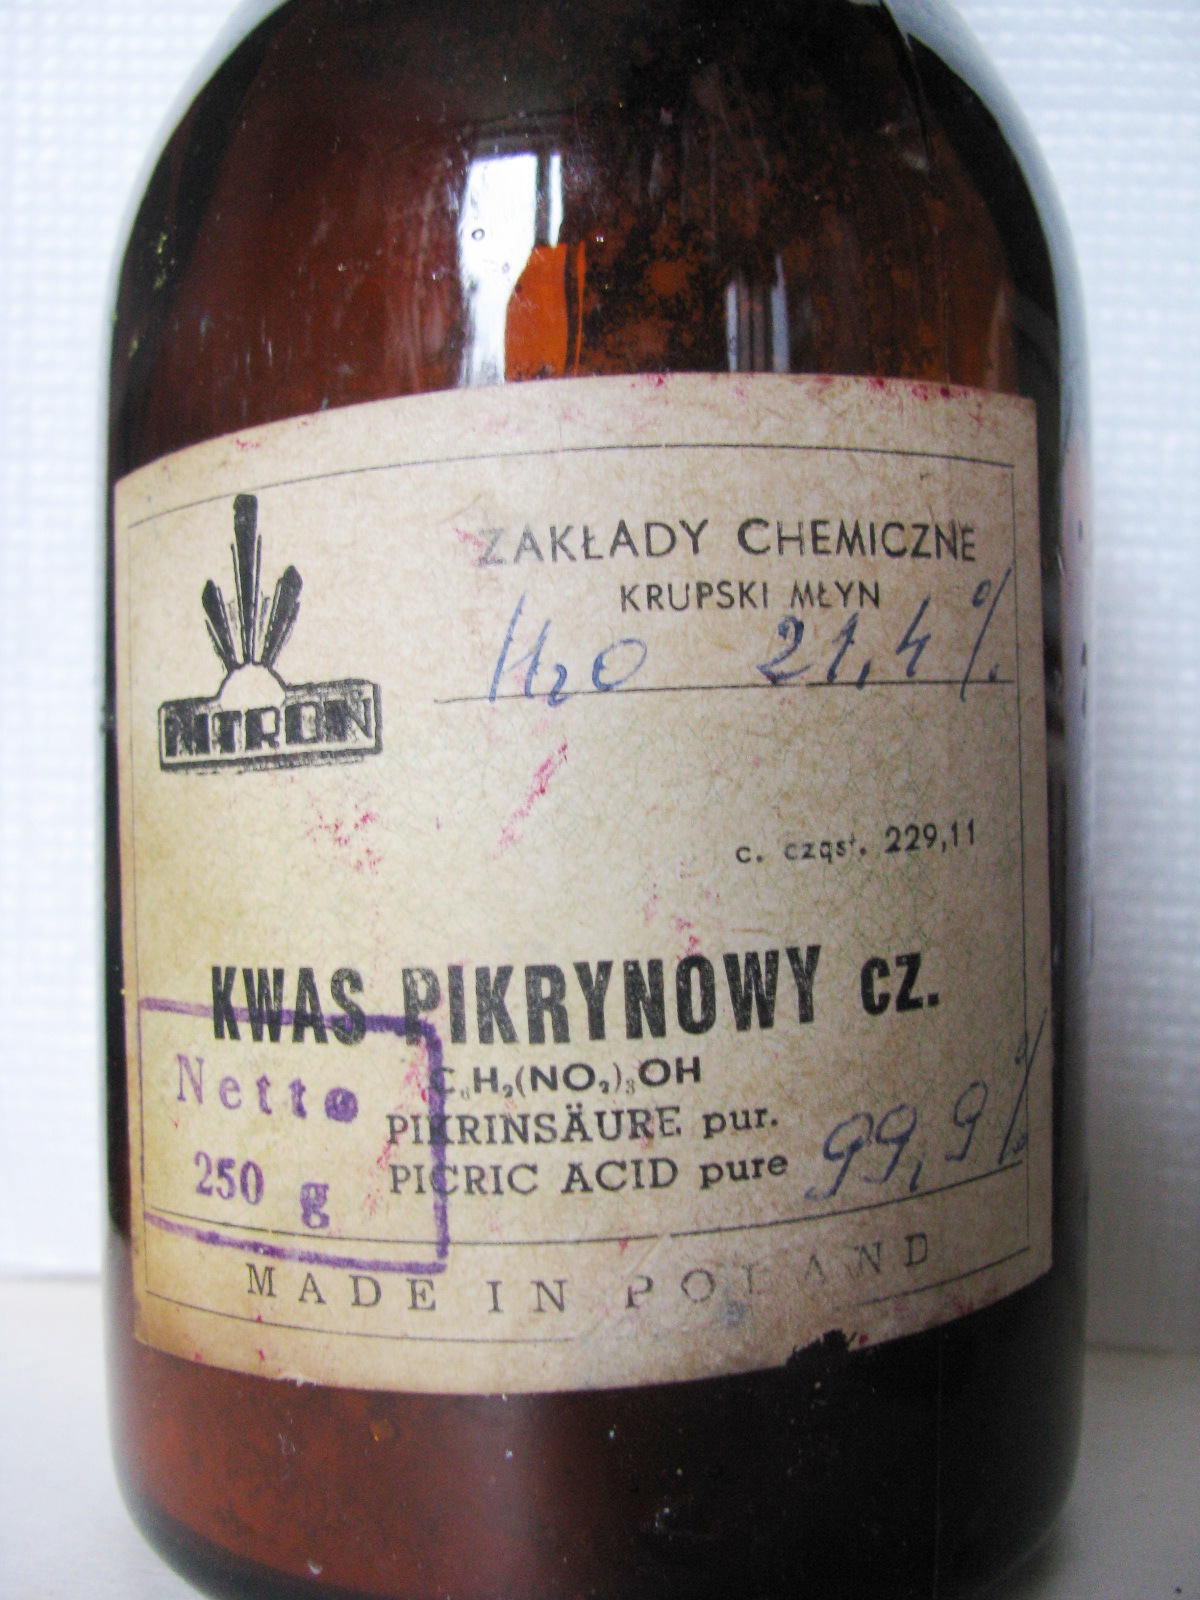 ZAKŁADY CHEMICZNE
KRUPSKI MŁYN
H₂O 21,4%
NITRON
c. cząst. 229,11
KWAS PIKRYNOWY cz.
C₆H₂(NO₂)₃OH
PIKRINSÄURE pur.
PICRIC ACID pure 99,9%
Netto
250 g
MADE IN POLAND